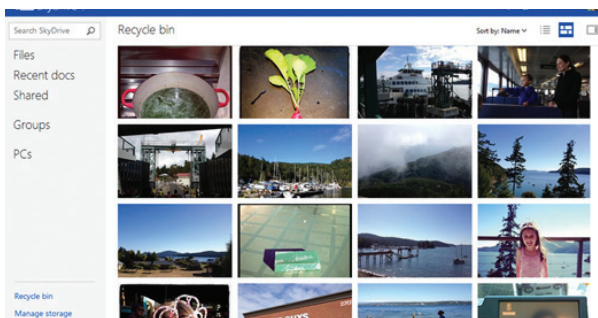 Search SkyDrive
Recycle bin
Sort by: Name
Files
Recent docs
Shared
Groups
PCs
Recycle bin
Manage storage